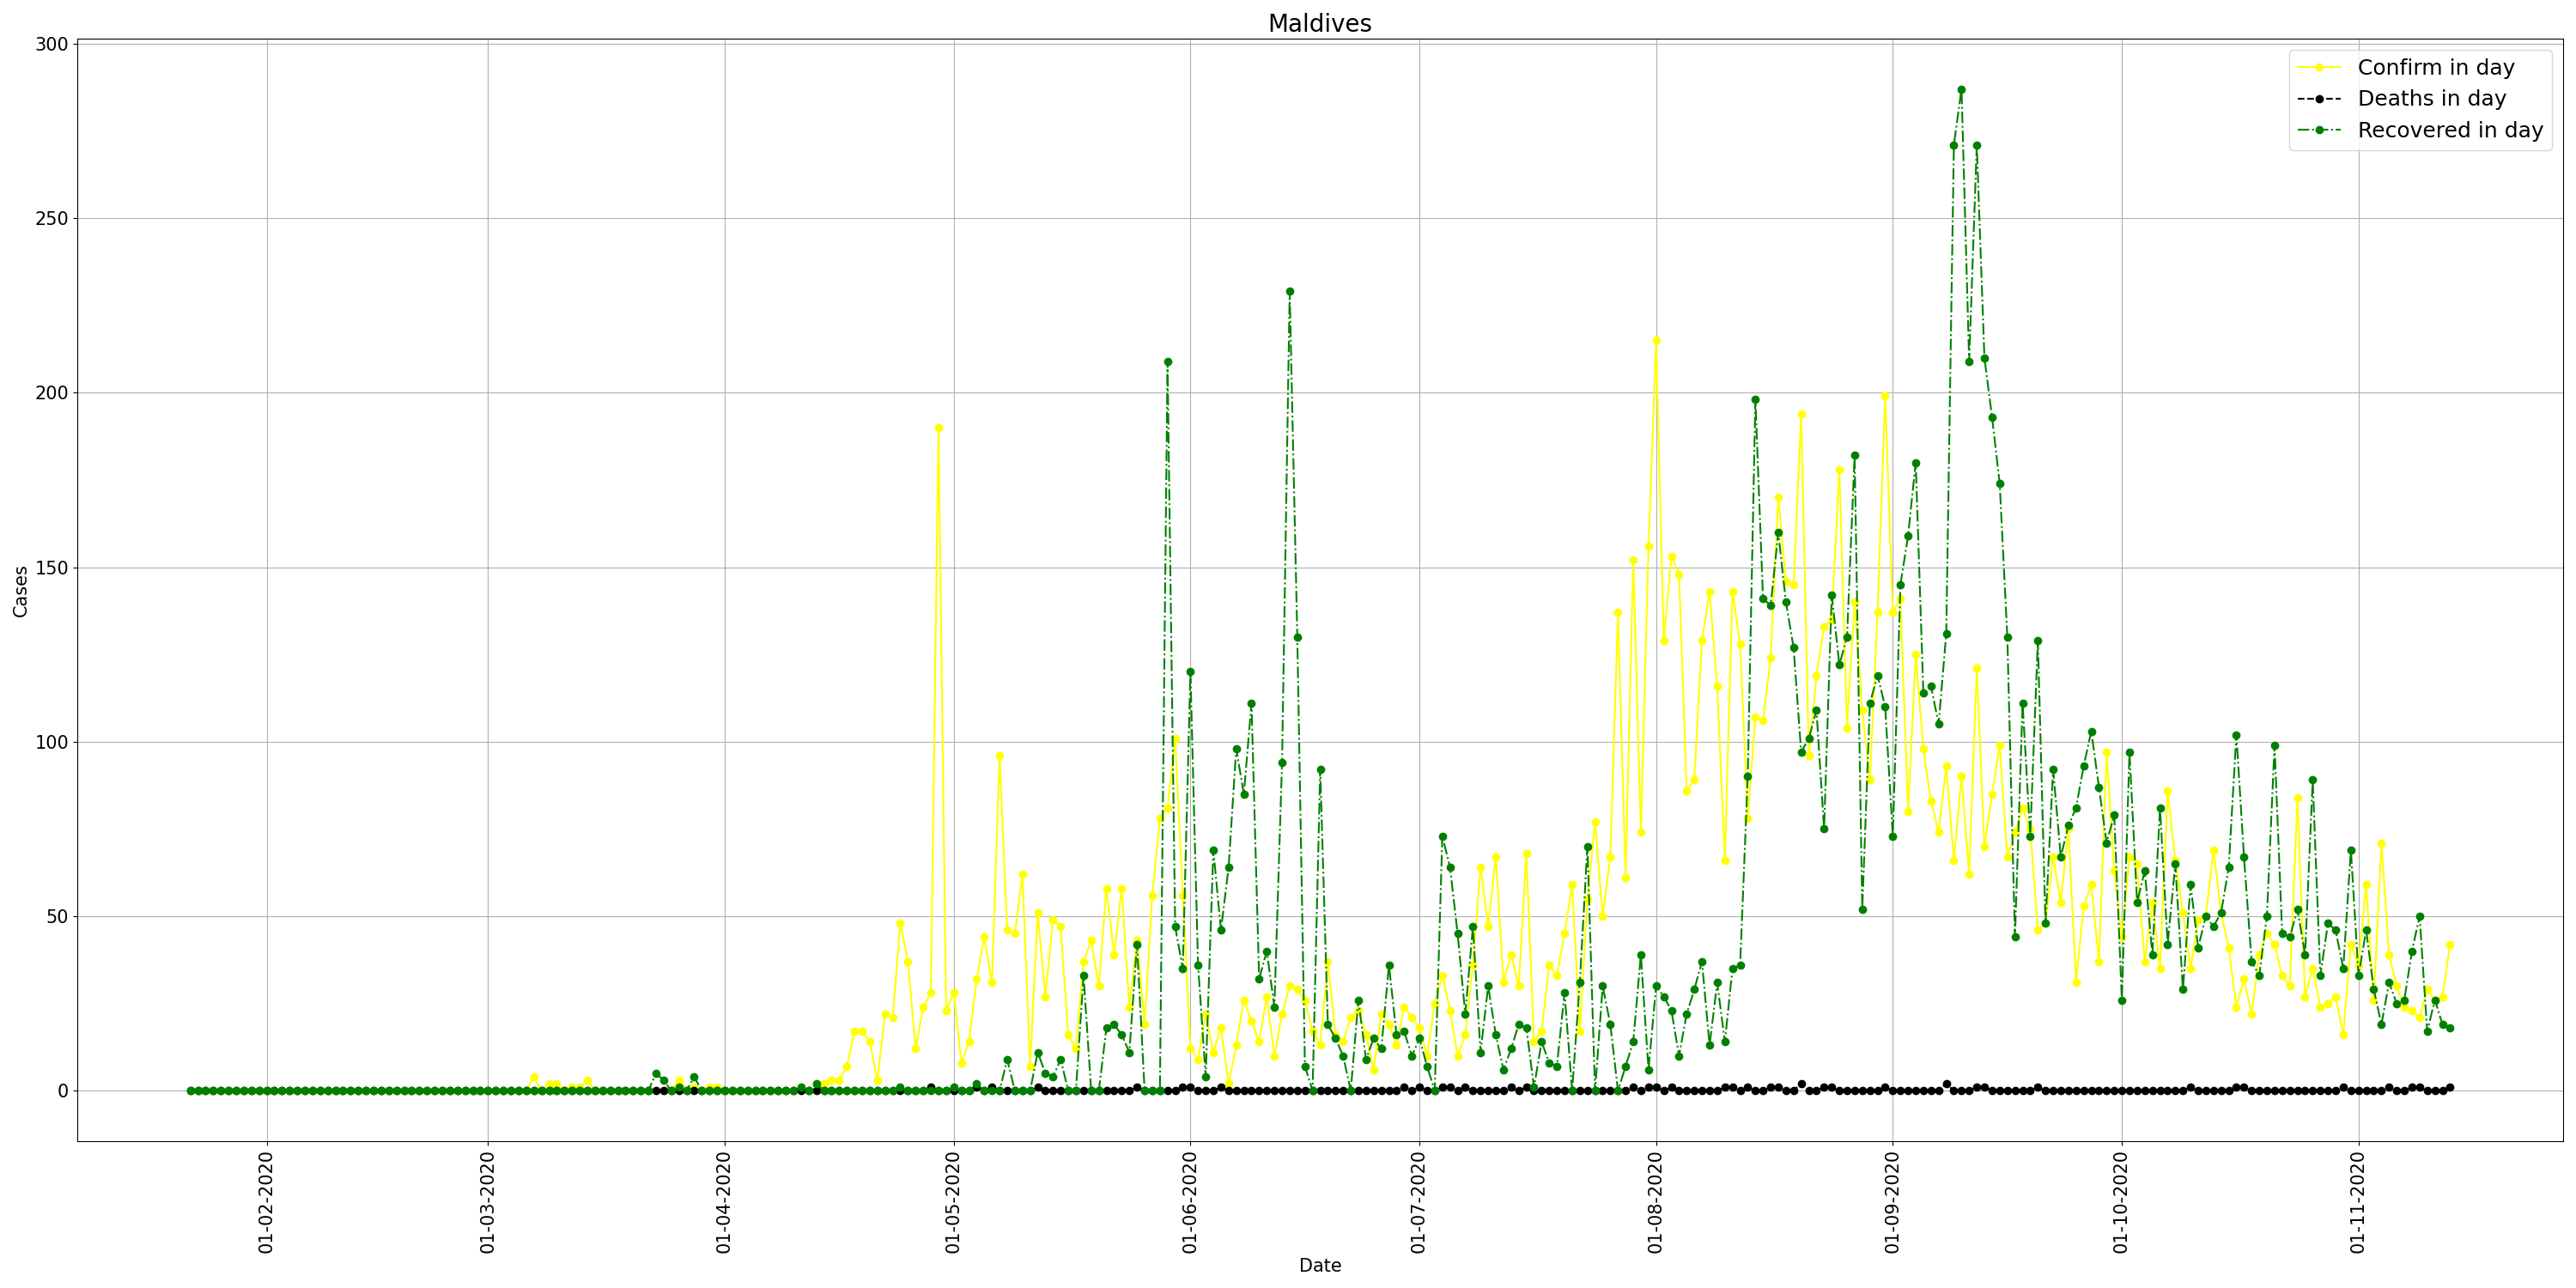 Maldives
300
250
200
150
100
50
0
Cases
Confirm in day
Deaths in day
Recovered in day
01-02-2020
01-03-2020
01-04-2020
01-05-2020
01-06-2020
01-07-2020
01-08-2020
01-09-2020
01-10-2020
01-11-2020
Date